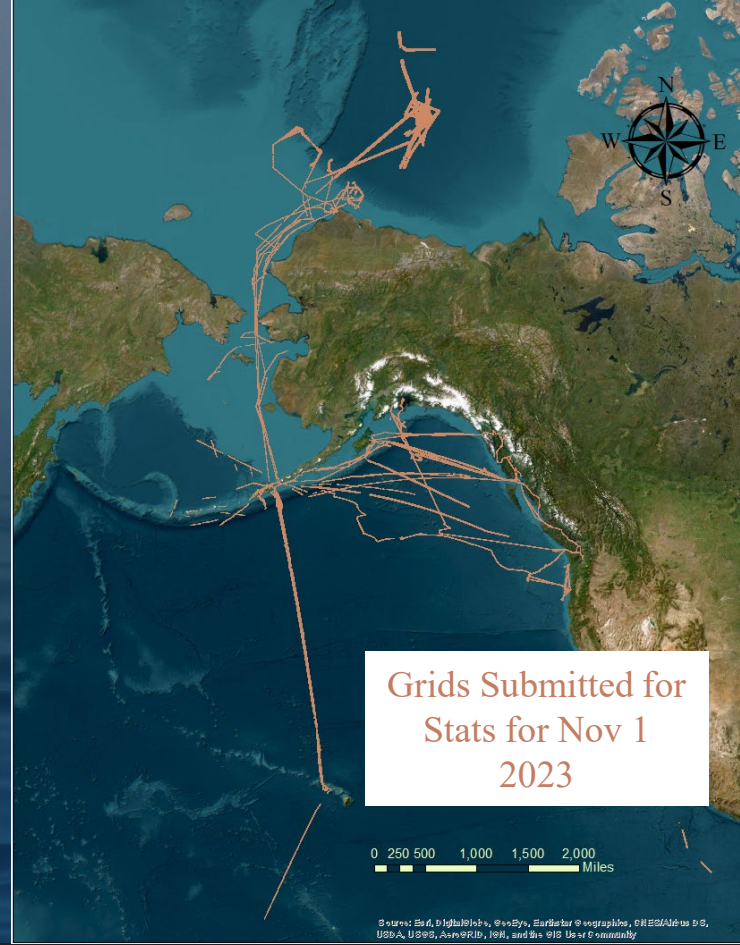 N
W E
S
Grids Submitted for
Stats for Nov 1
2023
0 250 500 1,000 1,500 2,000
Miles
Source: Esri, DigitalGlobe, GeoEye, Earthstar Geographics, CNES/Airbus DS,
USDA, USGS, AeroGRID, IGN, and the GIS User Community